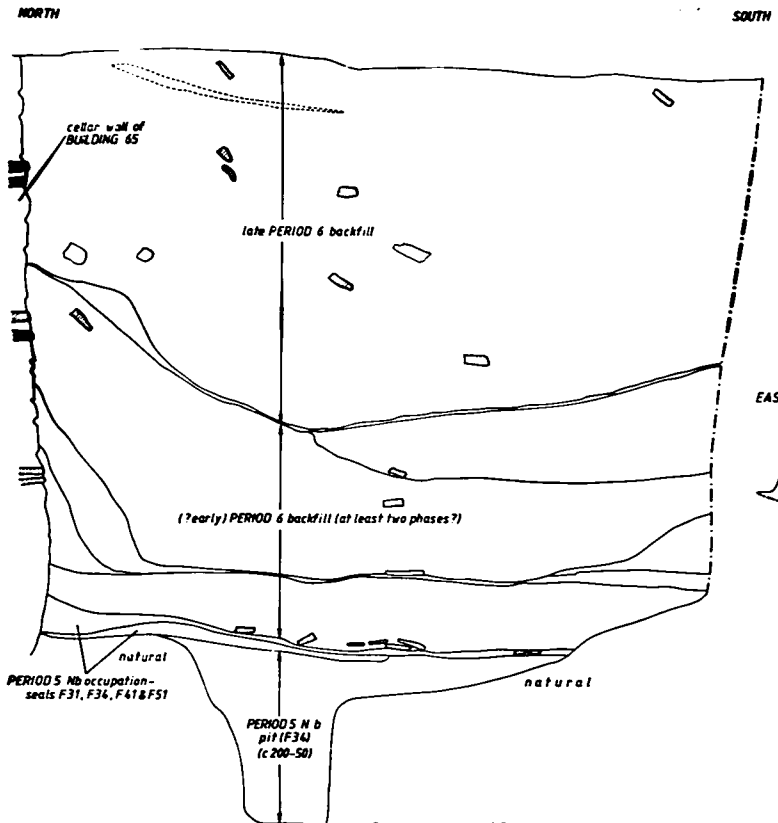 NORTH
SOUTH
cellar wall of
BUILDING 65
late PERIOD 6 backfill
EAS
(?early) PERIOD 6 backfill (at least two phases?)
natural
PERIOD 5 Nb occupation-
seals F31, F34, F41 & F51
natural
PERIOD 5 N b
pit (F34)
(c 200-50)